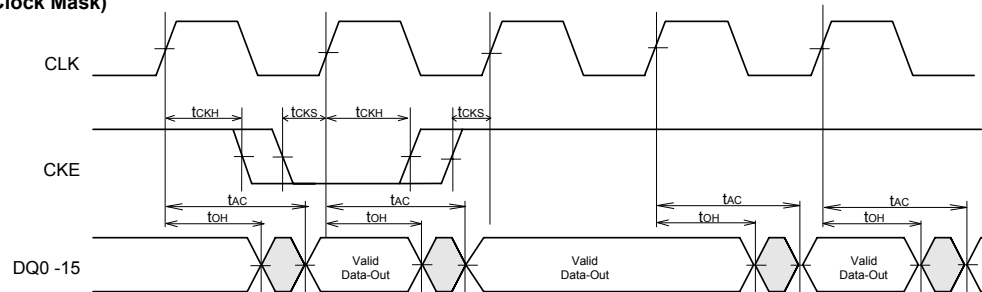 Clock Mask)
CLK
tCKH tCKS tCKH tCKS
CKE
tAC tAC tAC tAC
tOH tOH tOH tOH
DQ0 -15
Valid Data-Out
Valid Data-Out
Valid Data-Out